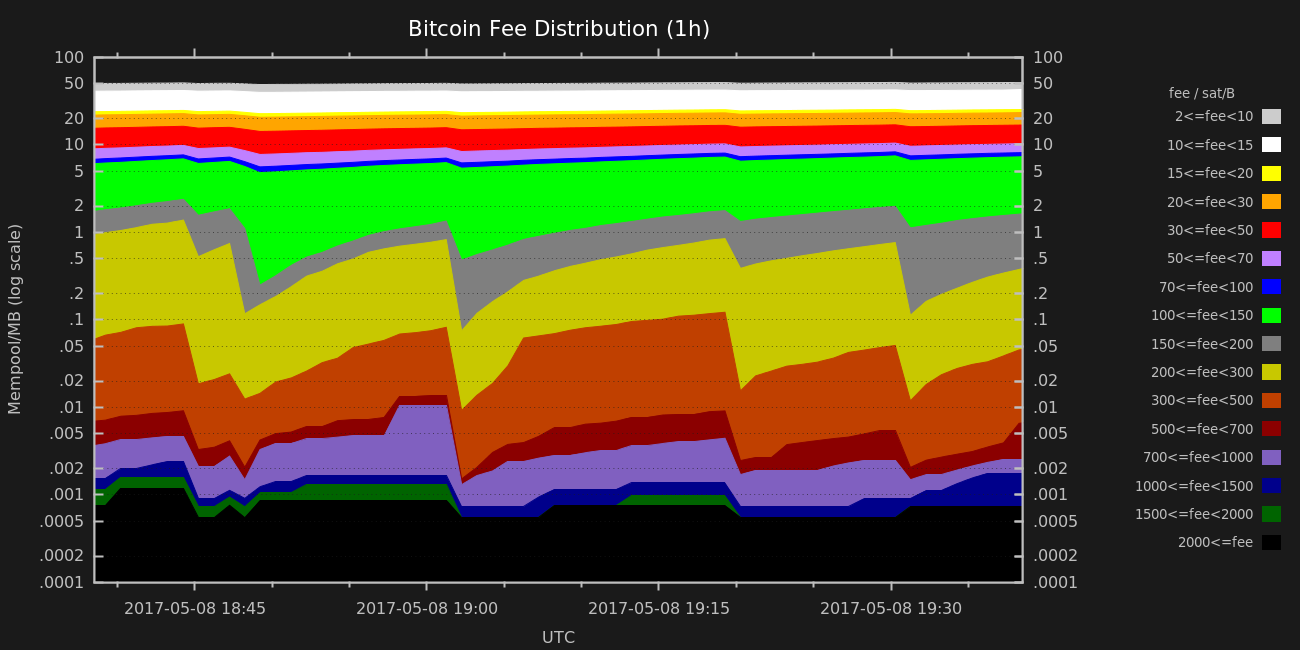 Bitcoin Fee Distribution (1h)
Mempool/MB (log scale)
100
50
20
10
5
2
1
.5
.2
.1
.05
.02
.01
.005
.002
.001
.0005
.0002
.0001
100
50
20
10
5
2
1
.5
.2
.1
.05
.02
.01
.005
.002
.001
.0005
.0002
.0001
2017-05-08 18:45
2017-05-08 19:00
2017-05-08 19:15
2017-05-08 19:30
UTC
fee / sat/B
2<=fee<10
10<=fee<15
15<=fee<20
20<=fee<30
30<=fee<50
50<=fee<70
70<=fee<100
100<=fee<150
150<=fee<200
200<=fee<300
300<=fee<500
500<=fee<700
700<=fee<1000
1000<=fee<1500
1500<=fee<2000
2000<=fee